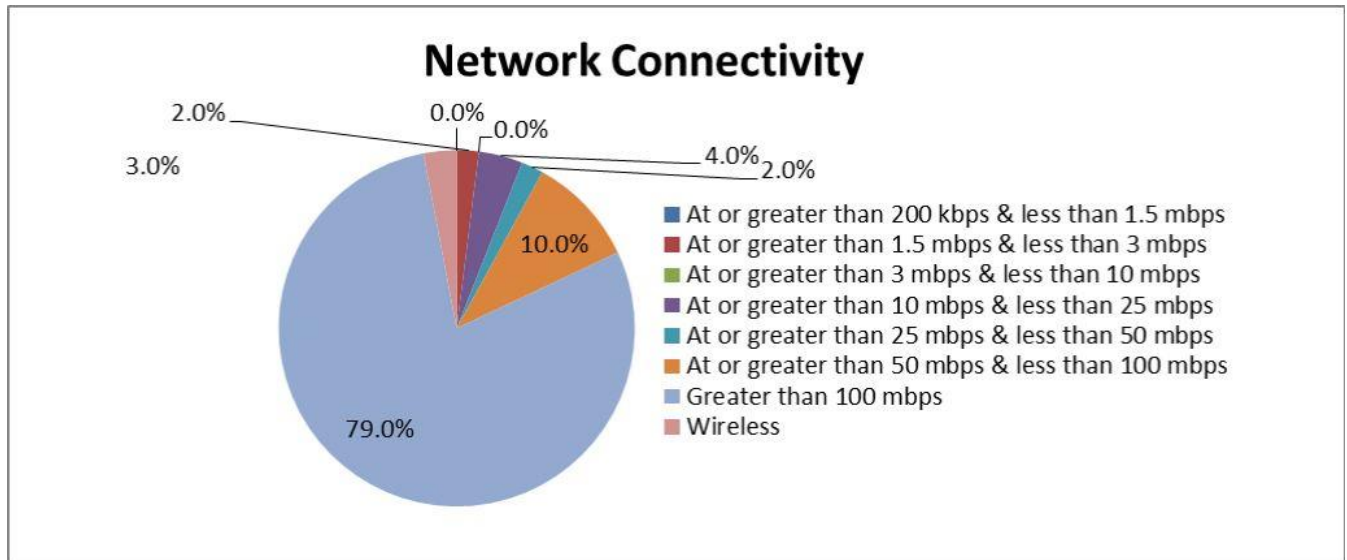 Network Connectivity
2.0%
0.0%
0.0%
4.0%
2.0%
3.0%
10.0%
79.0%
At or greater than 200 kbps & less than 1.5 mbps
At or greater than 1.5 mbps & less than 3 mbps
At or greater than 3 mbps & less than 10 mbps
At or greater than 10 mbps & less than 25 mbps
At or greater than 25 mbps & less than 50 mbps
At or greater than 50 mbps & less than 100 mbps
Greater than 100 mbps
Wireless